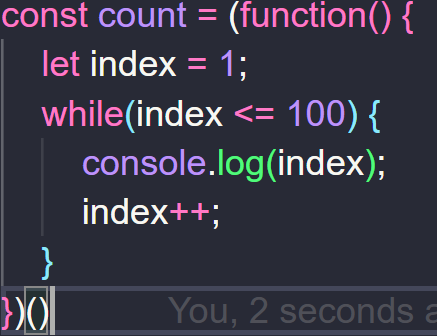 const count = (function() {
let index = 1;
while(index <= 100) {
console.log(index);
index++;
}
})()
You, 2 seconds a